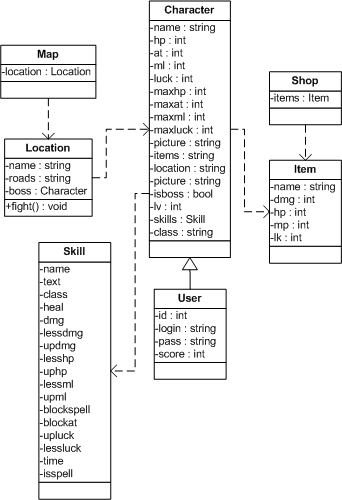 Map
-location : Location
Location
-name : string
-roads : string
-boss : Character
+fight() : void
Character
-name : string
-hp : int
-at : int
-ml : int
-luck : int
-maxhp : int
-maxat : int
-maxml : int
-maxluck : int
-picture : string
-items : string
-location : string
-picture : string
-isboss : bool
-lv : int
-skills : Skill
-class : string
Shop
-items : Item
Item
-name : string
-dmg : int
-hp : int
-mp : int
-lk : int
User
-id : int
-login : string
-pass : string
-score : int
Skill
-name
-text
-class
-heal
-dmg
-lessdmg
-updmg
-lesshp
-uphp
-lessml
-upml
-blockspell
-blockat
-upluck
-lessluck
-time
-isspell